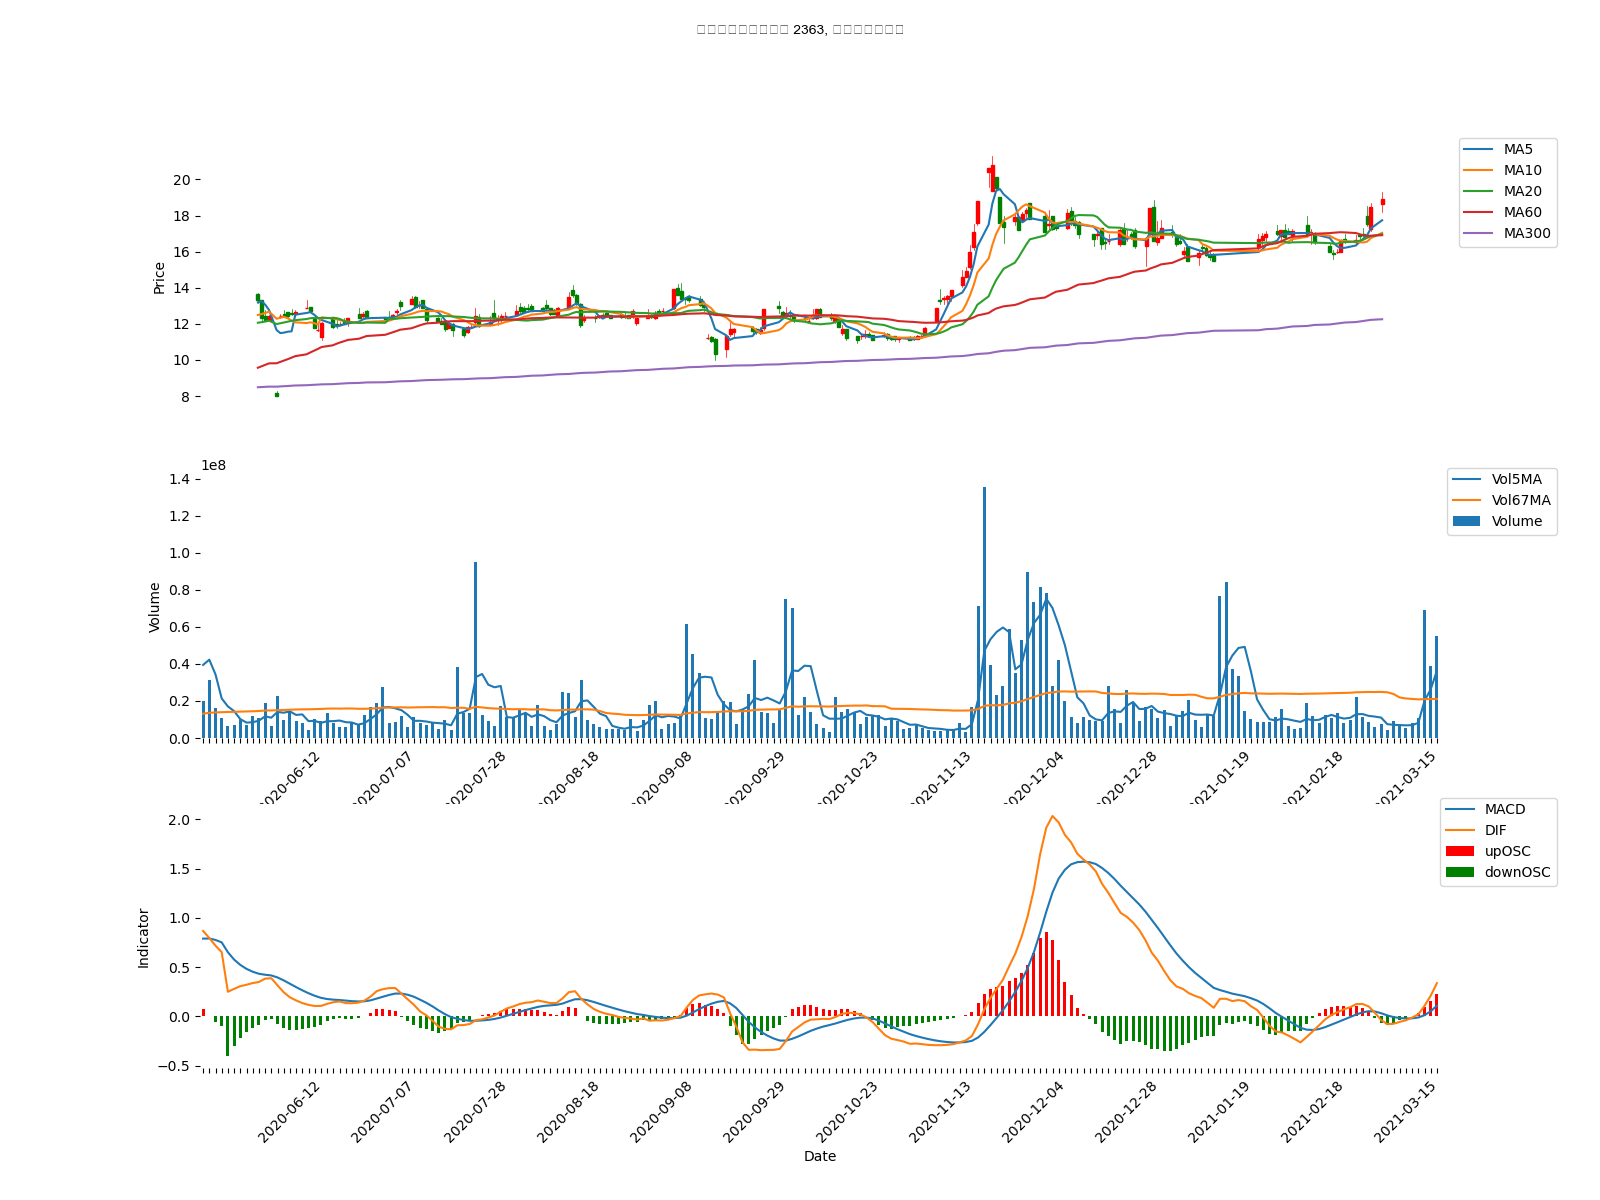 2363,
MA5
MA10
MA20
MA60
MA300
Price
20
18
16
14
12
10
8
1e8
Vol5MA
Vol67MA
Volume
Volume
1.4
1.2
1.0
0.8
0.6
0.4
0.2
0.0
2020-06-12 2020-07-07 2020-07-28 2020-08-18 2020-09-08 2020-09-29 2020-10-23 2020-11-13 2020-12-04 2020-12-28 2021-01-19 2021-02-18 2021-03-15
MACD
DIF
upOSC
downOSC
Indicator
2.0
1.5
1.0
0.5
0.0
−0.5
2020-06-12 2020-07-07 2020-07-28 2020-08-18 2020-09-08 2020-09-29 2020-10-23 2020-11-13 2020-12-04 2020-12-28 2021-01-19 2021-02-18 2021-03-15
Date